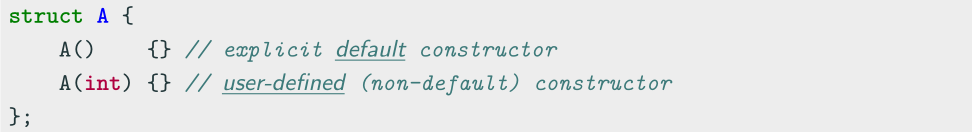 struct A {
    A()    {} // explicit default constructor
    A(int) {} // user-defined (non-default) constructor
};